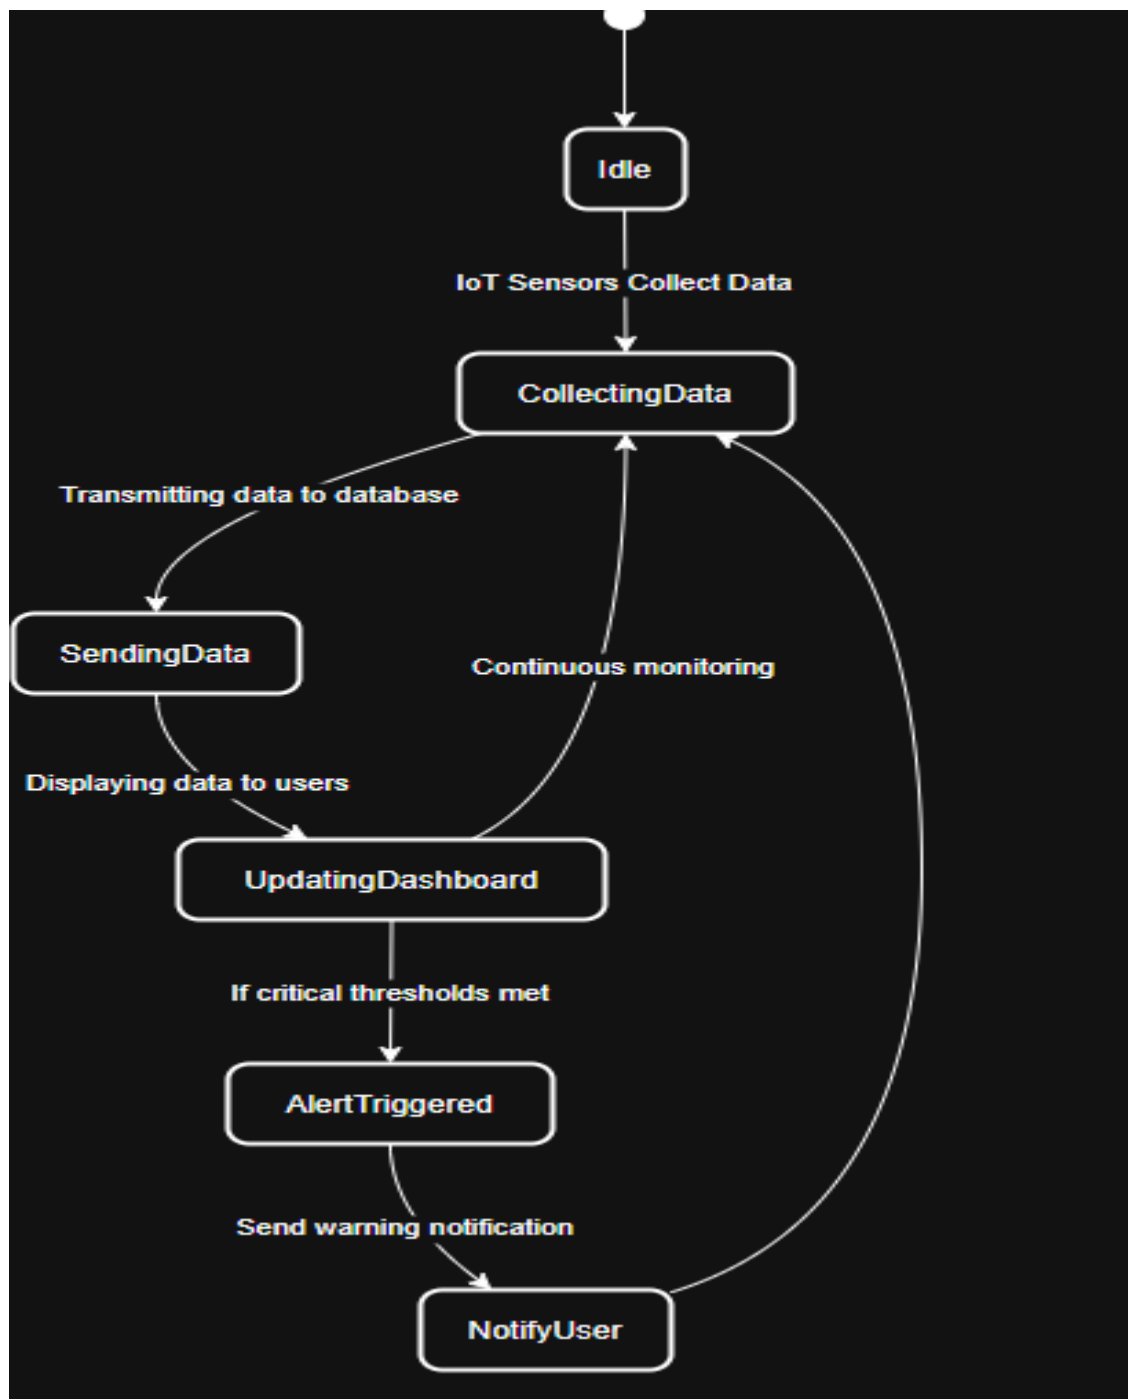 Idle
IoT Sensors Collect Data
CollectingData
Transmitting data to database
SendingData
Continuous monitoring
Displaying data to users
UpdatingDashboard
If critical thresholds met
AlertTriggered
Send warning notification
NotifyUser